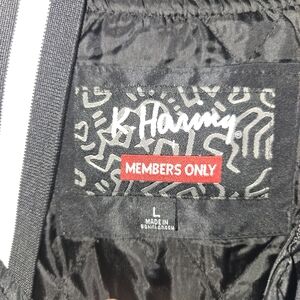 K. Haring
MEMBERS ONLY
L
MADE IN
BANGLADESH